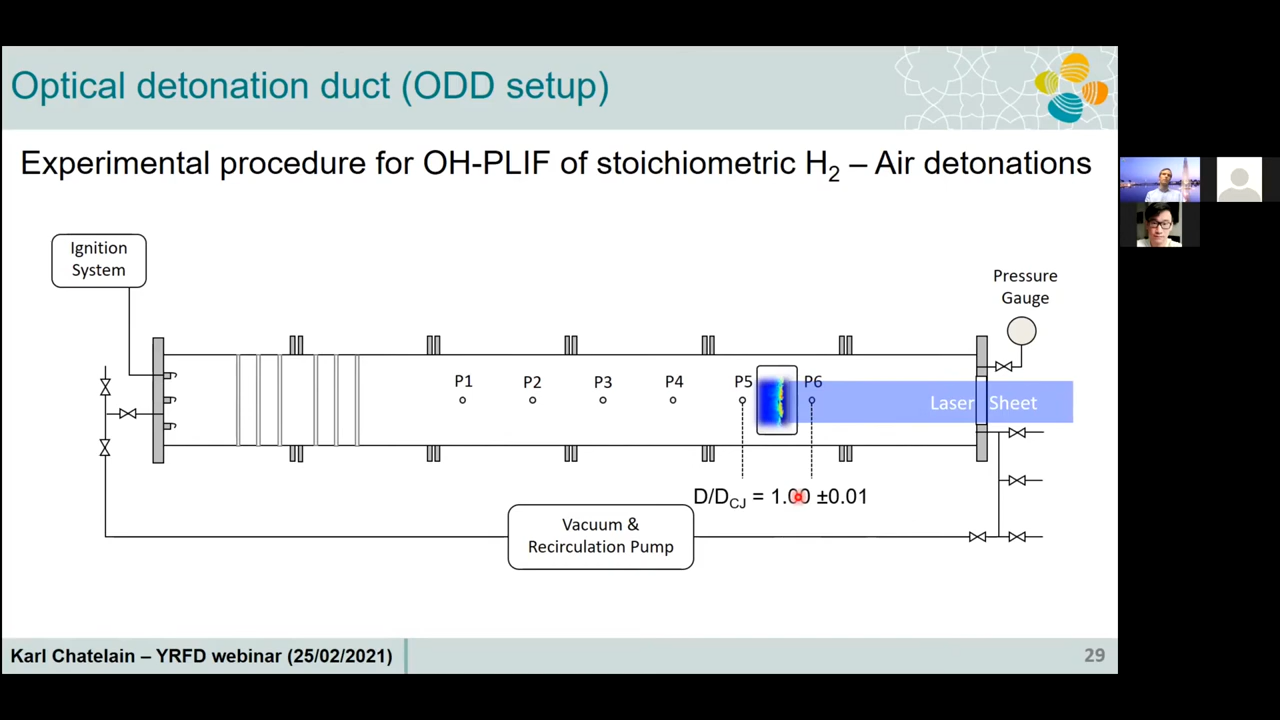 Optical detonation duct (ODD setup)
Experimental procedure for OH-PLIF of stoichiometric H2 – Air detonations
Ignition
System
Pressure
Gauge
P1
P2
P3
P4
P5
P6
Laser Sheet
D/DCJ = 1.00 ±0.01
Vacuum &
Recirculation Pump
Karl Chatelain – YRFD webinar (25/02/2021)
29